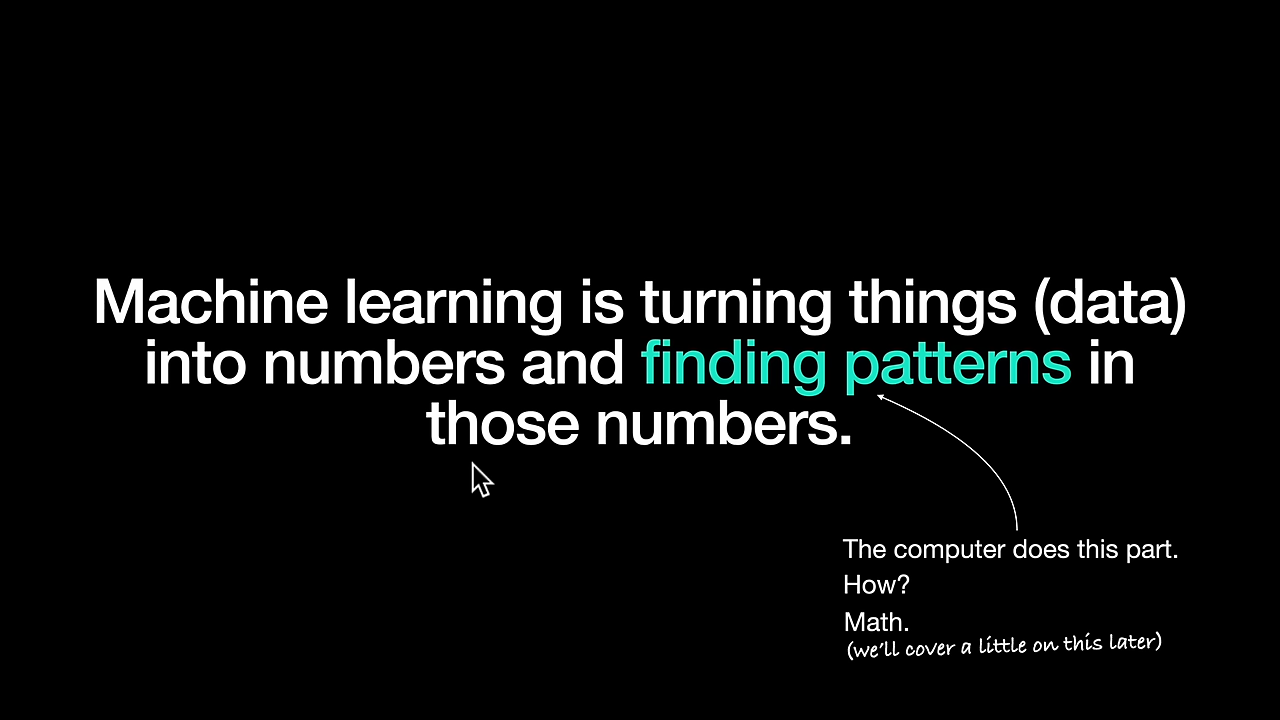 Machine learning is turning things (data)
into numbers and finding patterns in
those numbers.
The computer does this part.
How?
Math.
(we'll cover a little on this later)